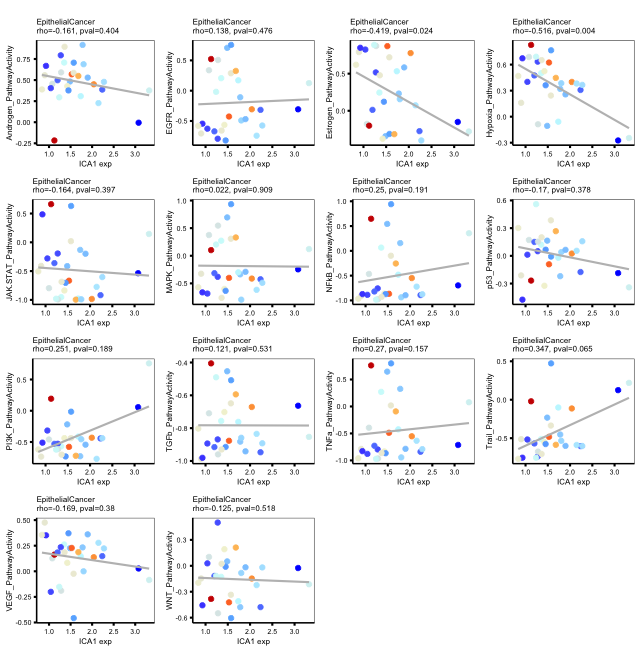 EpithelialCancer
rho=-0.161, pval=0.404
Androgen_PathwayActivity
0.75
0.50
0.25
0.00
-0.25
1.0 1.5 2.0 2.5 3.0
ICA1 exp
EpithelialCancer
rho=0.138, pval=0.476
EGFR_PathwayActivity
0.5
0.0
-0.5
1.0 1.5 2.0 2.5 3.0
ICA1 exp
EpithelialCancer
rho=-0.419, pval=0.024
Estrogen_PathwayActivity
0.5
0.0
1.0 1.5 2.0 2.5 3.0
ICA1 exp
EpithelialCancer
rho=-0.516, pval=0.004
Hypoxia_PathwayActivity
0.6
0.3
0.0
-0.3
1.0 1.5 2.0 2.5 3.0
ICA1 exp
EpithelialCancer
rho=-0.164, pval=0.397
JAK.STAT_PathwayActivity
0.5
0.0
-0.5
-1.0
1.0 1.5 2.0 2.5 3.0
ICA1 exp
EpithelialCancer
rho=0.022, pval=0.909
MAPK_PathwayActivity
1.0
0.5
0.0
-0.5
-1.0
1.0 1.5 2.0 2.5 3.0
ICA1 exp
EpithelialCancer
rho=0.25, pval=0.191
NFkB_PathwayActivity
1.0
0.5
0.0
-0.5
-1.0
1.0 1.5 2.0 2.5 3.0
ICA1 exp
EpithelialCancer
rho=-0.17, pval=0.378
p53_PathwayActivity
0.6
0.3
0.0
-0.3
1.0 1.5 2.0 2.5 3.0
ICA1 exp
EpithelialCancer
rho=0.251, pval=0.189
PI3K_PathwayActivity
0.5
0.0
-0.5
1.0 1.5 2.0 2.5 3.0
ICA1 exp
EpithelialCancer
rho=0.121, pval=0.531
TGFb_PathwayActivity
-0.4
-0.6
-0.8
-1.0
1.0 1.5 2.0 2.5 3.0
ICA1 exp
EpithelialCancer
rho=0.27, pval=0.157
TNFa_PathwayActivity
0.5
0.0
-0.5
-1.0
1.0 1.5 2.0 2.5 3.0
ICA1 exp
EpithelialCancer
rho=0.347, pval=0.065
Trail_PathwayActivity
0.5
0.0
-0.5
1.0 1.5 2.0 2.5 3.0
ICA1 exp
EpithelialCancer
rho=-0.169, pval=0.38
VEGF_PathwayActivity
0.50
0.25
0.00
-0.25
-0.50
1.0 1.5 2.0 2.5 3.0
ICA1 exp
EpithelialCancer
rho=-0.125, pval=0.518
WNT_PathwayActivity
0.3
0.0
-0.3
-0.6
1.0 1.5 2.0 2.5 3.0
ICA1 exp